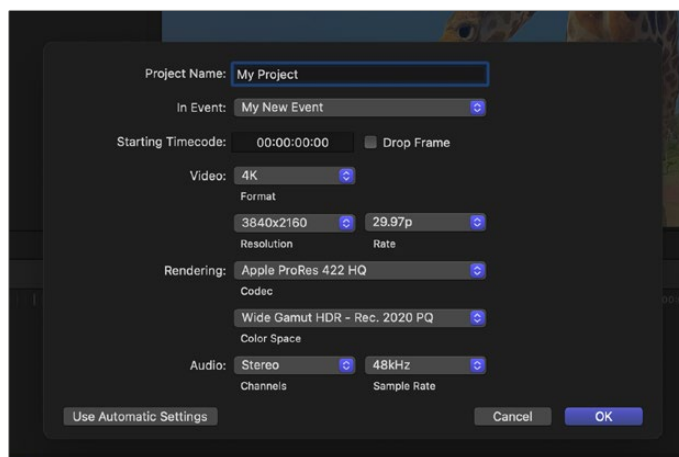 Project Name: My Project
In Event: My New Event
Starting Timecode: 00:00:00:00 Drop Frame
Video: 4K
Format
3840x2160 29.97p
Resolution Rate
Rendering: Apple ProRes 422 HQ
Codec
Wide Gamut HDR - Rec. 2020 PQ
Color Space
Audio: Stereo 48kHz
Channels Sample Rate
Use Automatic Settings Cancel OK